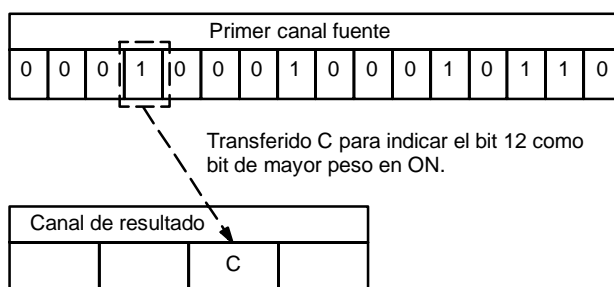 Primer canal fuente
0 0 0 1 0 0 0 1 0 0 0 1 0 1 1 0
Transferido C para indicar el bit 12 como
bit de mayor peso en ON.
Canal de resultado
C